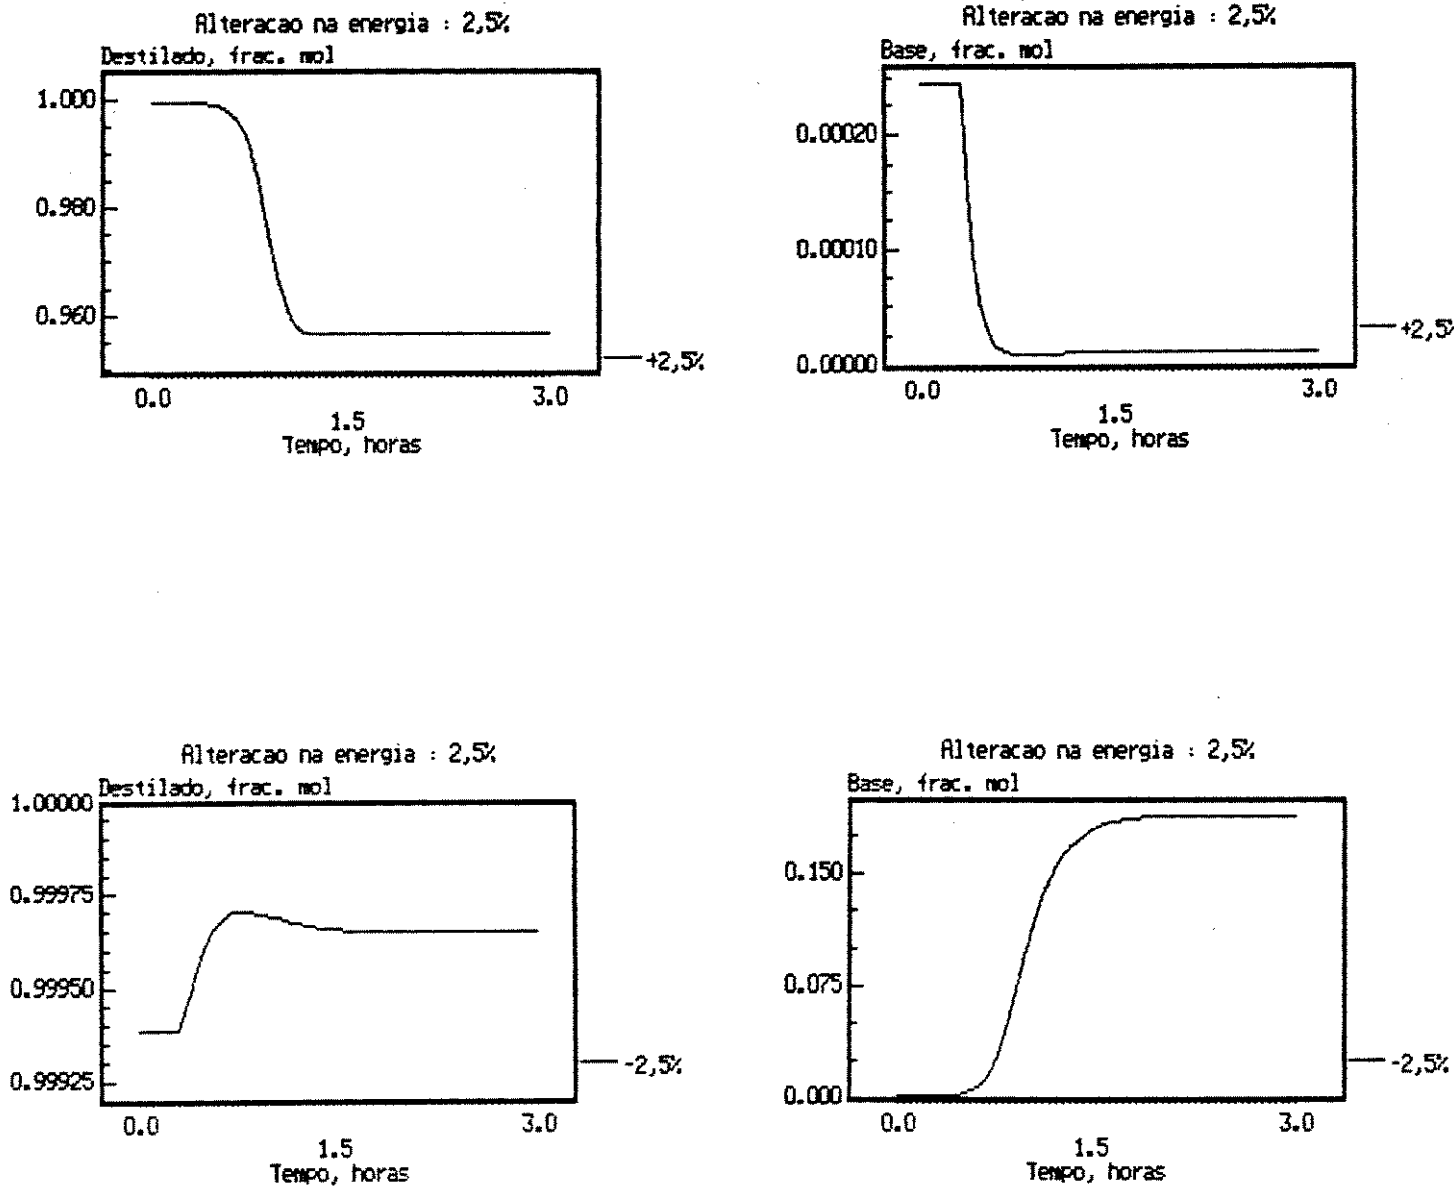 Alteracao na energia : 2,5%
Destilado, frac. mol
1.000
0.980
0.960
+2,5%
0.0
3.0
1.5
Tempo, horas
Alteracao na energia : 2,5%
Base, frac. mol
0.00020
0.00010
0.00000
+2,5%
0.0
3.0
1.5
Tempo, horas
Alteracao na energia : 2,5%
Destilado, frac. mol
1.00000
0.99975
0.99950
0.99925
-2,5%
0.0
3.0
1.5
Tempo, horas
Alteracao na energia : 2,5%
Base, frac. mol
0.150
0.075
0.000
-2,5%
0.0
3.0
1.5
Tempo, horas